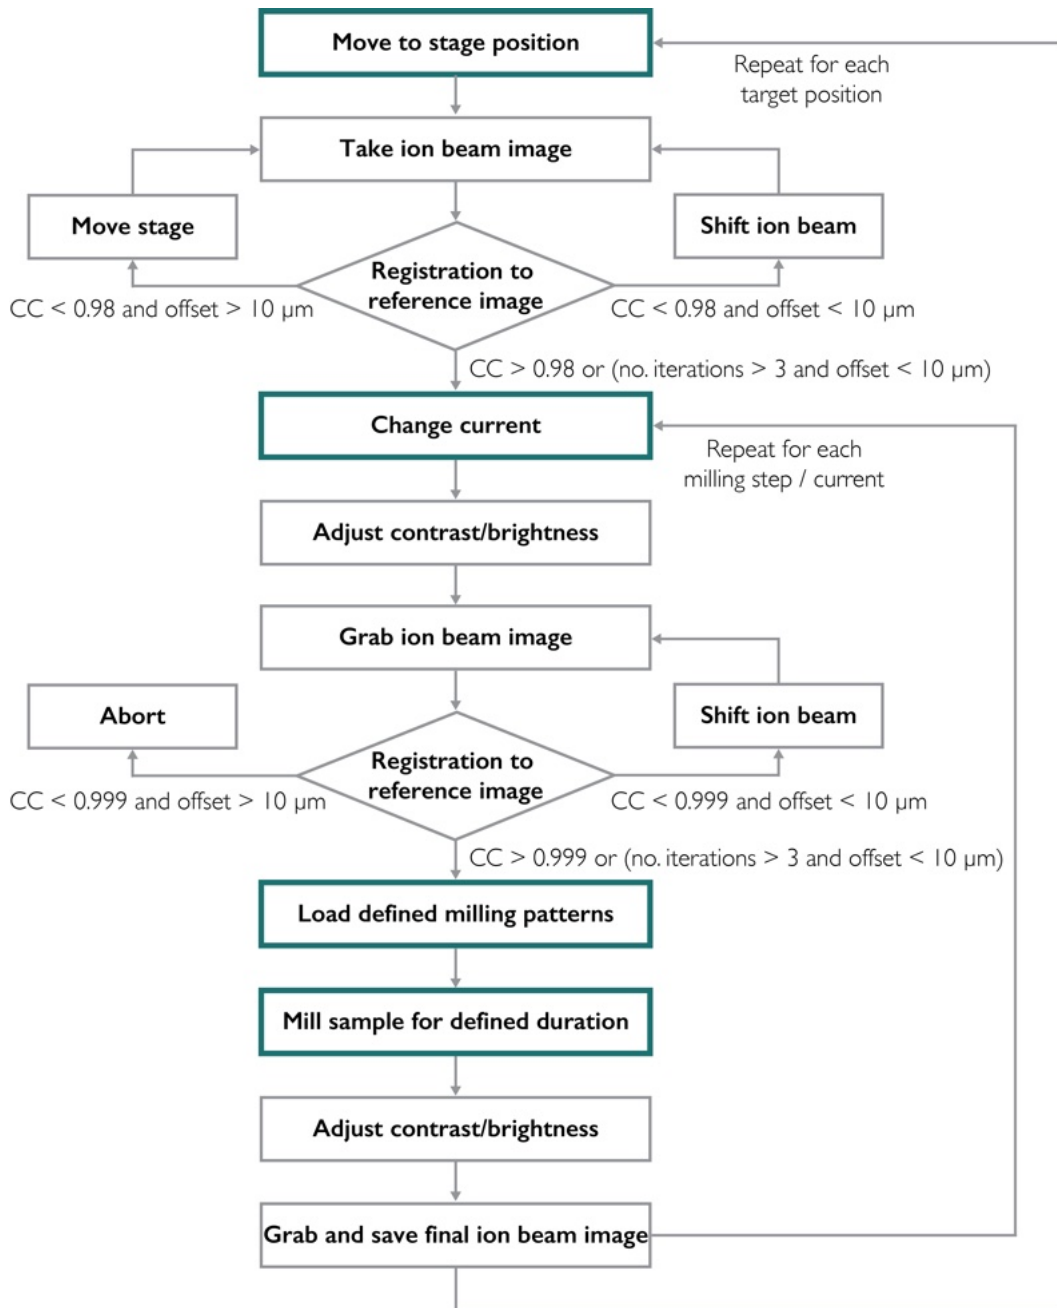 Move to stage position
Repeat for each
target position
Take ion beam image
Move stage
Shift ion beam
Registration to
reference image
CC < 0.98 and offset > 10 µm
CC < 0.98 and offset < 10 µm
CC > 0.98 or (no. iterations > 3 and offset < 10 µm)
Change current
Repeat for each
milling step / current
Adjust contrast/brightness
Grab ion beam image
Abort
Shift ion beam
Registration to
reference image
CC < 0.999 and offset > 10 µm
CC < 0.999 and offset < 10 µm
CC > 0.999 or (no. iterations > 3 and offset < 10 µm)
Load defined milling patterns
Mill sample for defined duration
Adjust contrast/brightness
Grab and save final ion beam image